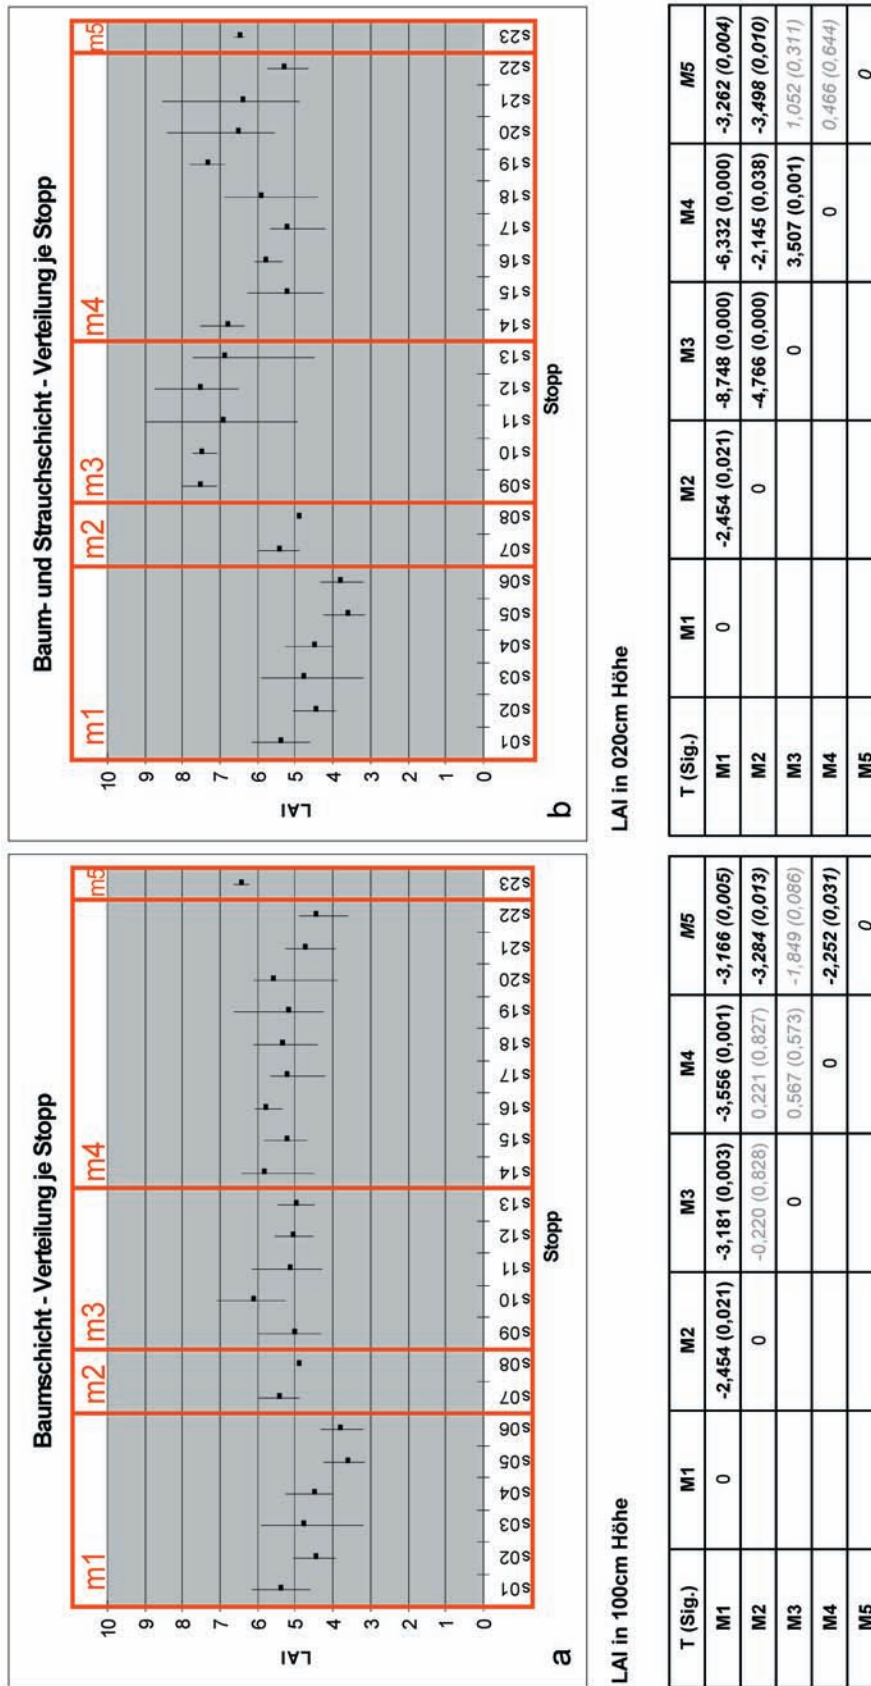 Baumschicht - Verteilung je Stopp
m1 m2 m3 m4 m5
10
9
8
7
6
5
4
3
2
1
0
LAI
s01 s02 s03 s04 s05 s06 s07 s08 s09 s10 s11 s12 s13 s14 s15 s16 s17 s18 s19 s20 s21 s22 s23
Stopp
a
LAI in 100cm Höhe
T (Sig.) M1 M2 M3 M4 M5
M1 0 -2,454 (0,021) -3,181 (0,003) -3,556 (0,001) -3,166 (0,005)
M2 0 -0,220 (0,828) 0,221 (0,827) -3,284 (0,013)
M3 0 0,567 (0,573) -1,849 (0,086)
M4 0 -2,252 (0,031)
M5 0
Baum- und Strauchschicht - Verteilung je Stopp
m1 m2 m3 m4 m5
10
9
8
7
6
5
4
3
2
1
0
LAI
s01 s02 s03 s04 s05 s06 s07 s08 s09 s10 s11 s12 s13 s14 s15 s16 s17 s18 s19 s20 s21 s22 s23
Stopp
b
LAI in 020cm Höhe
T (Sig.) M1 M2 M3 M4 M5
M1 0 -2,454 (0,021) -8,748 (0,000) -6,332 (0,000) -3,262 (0,004)
M2 0 -4,766 (0,000) -2,145 (0,038) -3,498 (0,010)
M3 0 3,507 (0,001) 1,052 (0,311)
M4 0 0,466 (0,644)
M5 0